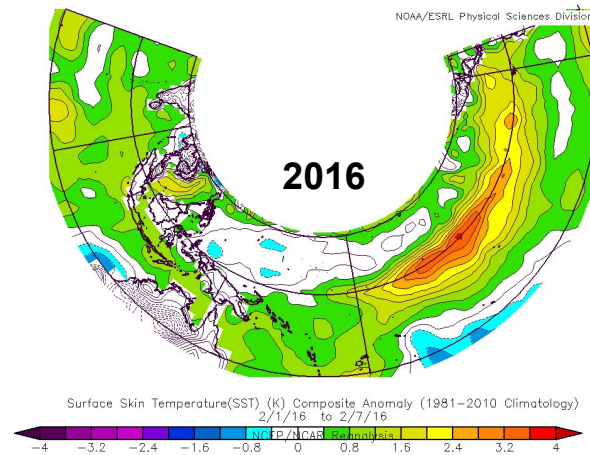 NOAA/ESRL Physical Sciences Division
2016
Surface Skin Temperature(SST) (K) Composite Anomaly (1981-2010 Climatology)
2/1/16 to 2/7/16
NCEP/NCAR Reanalysis
-4 -3.2 -2.4 -1.6 -0.8 0 0.8 1.6 2.4 3.2 4